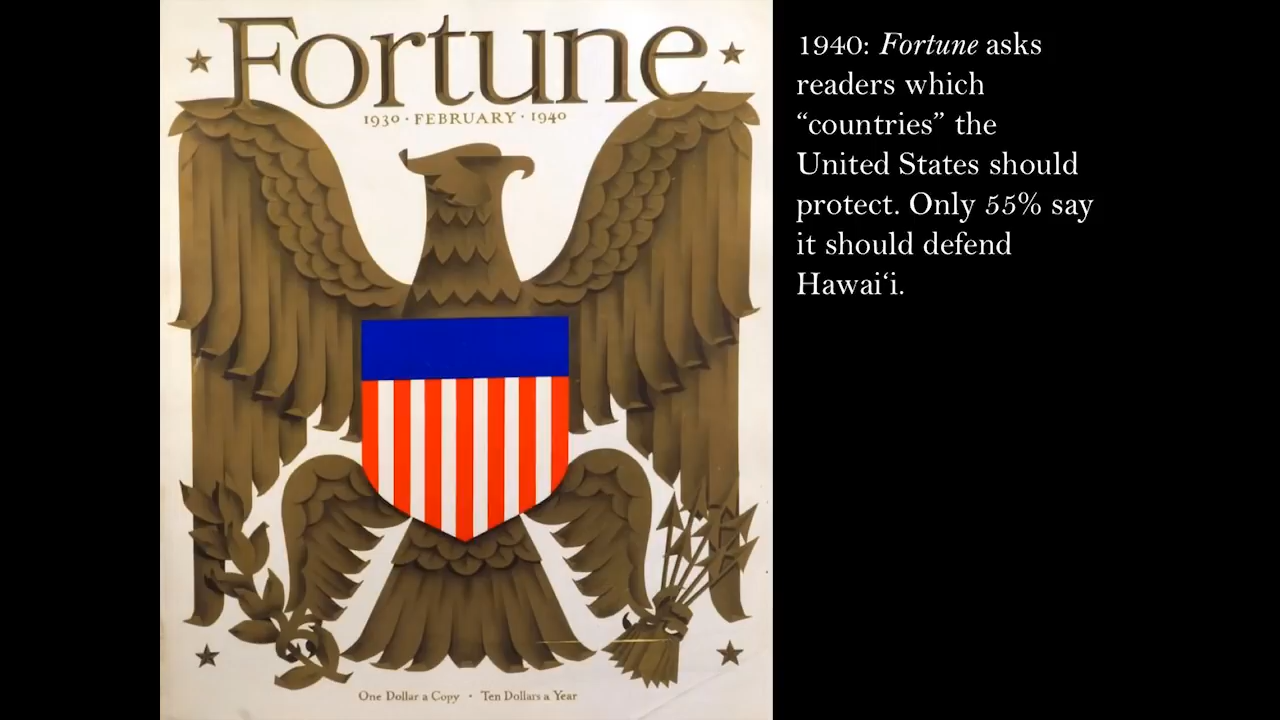 Fortune
1930 · FEBRUARY · 1940
One Dollar a Copy · Ten Dollars a Year
1940: Fortune asks
readers which
“countries” the
United States should
protect. Only 55% say
it should defend
Hawai‘i.